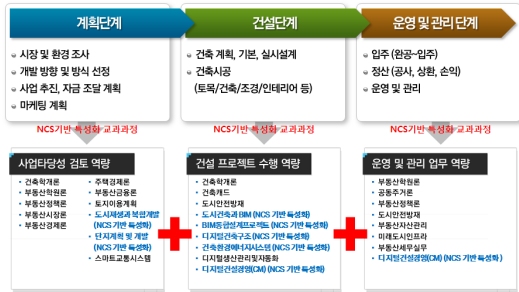 계획단계
시장 및 환경 조사
개발 방향 및 방식 선정
사업 추진, 자금 조달 계획
마케팅 계획
건설단계
건축 계획, 기본, 실시설계
건축시공
(토목/건축/조경/인테리어 등)
운영 및 관리 단계
입주 (완공~입주)
정산 (공사, 상환, 손익)
운영 및 관리
NCS기반 특성화 교과과정
NCS기반 특성화 교과과정
NCS기반 특성화 교과과정
사업타당성 검토 역량
건축학개론
부동산학원론
부동산정책론
부동산시장론
부동산경제론
주택경제론
부동산금융론
토지이용계획
도시재생과 복합개발
(NCS 기반 특성화)
단지계획 및 개발
(NCS 기반 특성화)
스마트교통시스템
건설 프로젝트 수행 역량
건축학개론
건축캐드
도시안전방재
도시건축과 BIM (NCS 기반 특성화)
BIM통합설계프로젝트 (NCS 기반 특성화)
디지털건축구조 (NCS 기반 특성화)
건축환경에너지시스템 (NCS 기반 특성화)
디지털생산관리및자동화
디지털건설경영(CM) (NCS 기반 특성화)
운영 및 관리 업무 역량
부동산학원론
공동주거론
부동산정책론
도시안전방재
부동산자산관리
미래도시인프라
부동산세무실무
디지털건설경영(CM) (NCS 기반 특성화)